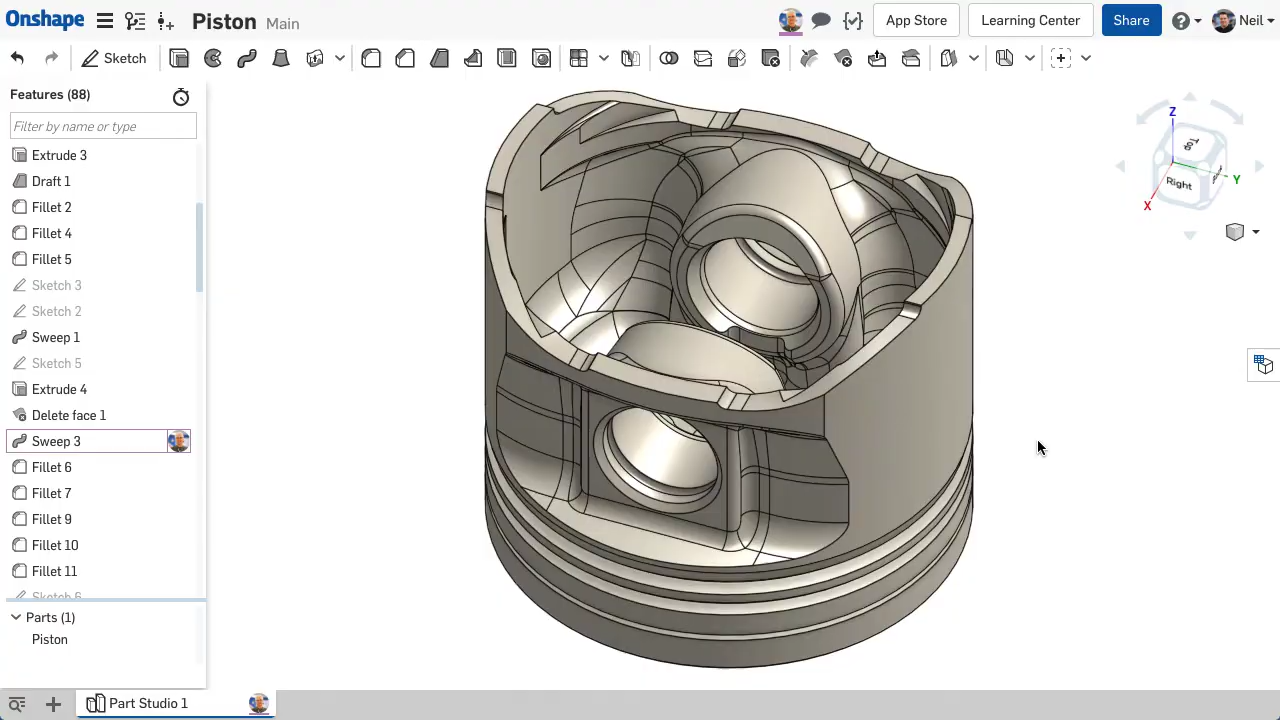 Onshape Piston Main App Store Learning Center Share Neil
Sketch
Features (88)
Filter by name or type
Extrude 3
Draft 1
Fillet 2
Fillet 4
Fillet 5
Sketch 3
Sketch 2
Sweep 1
Sketch 5
Extrude 4
Delete face 1
Sweep 3
Fillet 6
Fillet 7
Fillet 9
Fillet 10
Fillet 11
Sketch 6
Parts (1)
Piston
Z
Top
Right
Y
X
Part Studio 1